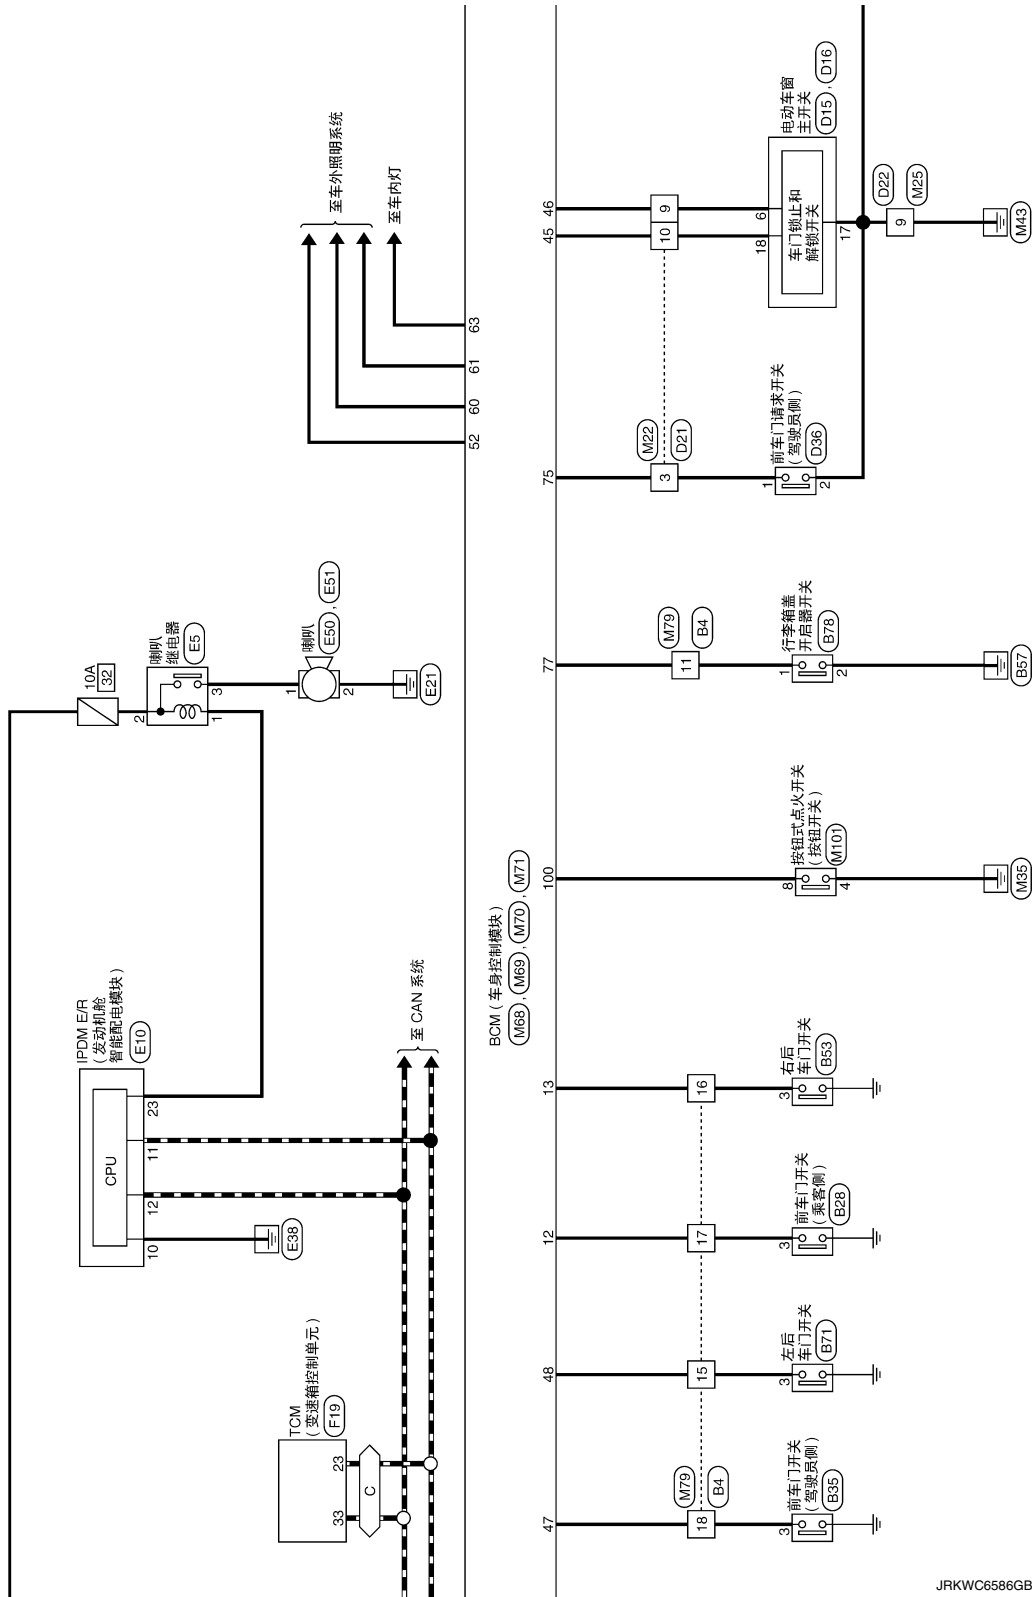 10A
32
喇叭
继电器
E5
2
3
1
喇叭
E50 , E51
1
2
E21
IPDM E/R
（发动机舱
智能配电模块）
E10
CPU
10
12
11
23
E38
TCM
（变速箱控制单元）
F19
33
23
C
至 CAN 系统
至车外照明系统
至车内灯
52
60
61
63
BCM（车身控制模块）
M68 , M69 , M70 , M71
47
48
12
13
100
77
75
45
46
M79
B4
18
15
17
16
3
前车门开关
（驾驶员侧）
B35
3
左后
车门开关
B71
3
前车门开关
（乘客侧）
B28
3
右后
车门开关
B53
8
4
按钮式点火开关
（按钮开关）
M101
M35
M79
B4
11
1
2
行李箱盖
开启器开关
B78
B57
M22
D21
3
1
2
前车门请求开关
（驾驶员侧）
D36
10
9
18
6
车门锁止和
解锁开关
17
电动车窗
主开关
D15 , D16
D22
M25
9
M43
JRKWC6586GB